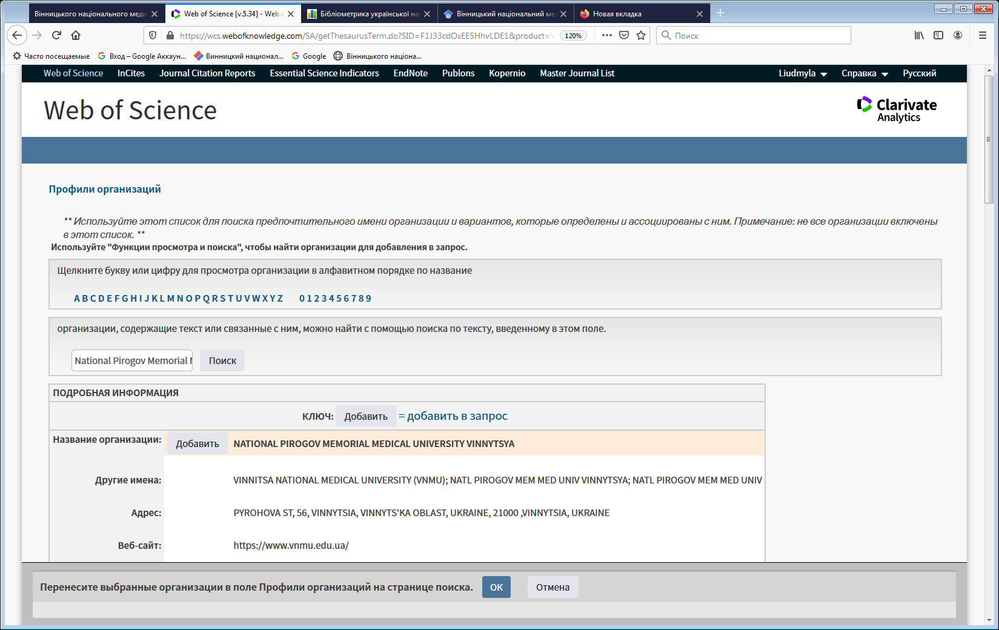 Вінницького національного меди
Web of Science [v.5.34] - Web o
Бібліометрика української на
Вінницький національний ме
Новая вкладка
https://wcs.webofknowledge.com/SA/getThesaurusTerm.do?SID=F1J33cdOxEE5HhvLDE1&product=
120%
Поиск
Часто посещаемые
Вход – Google Аккаун...
Винницкий национал...
Google
Вінницького націона...
Web of Science InCites Journal Citation Reports Essential Science Indicators EndNote Publons Kopernio Master Journal List Liudmyla Справка Русский
Web of Science
Clarivate
Analytics
Профили организаций
** Используйте этот список для поиска предпочтительного имени организации и вариантов, которые определены и ассоциированы с ним. Примечание: не все организации включены
в этот список. **
Используйте "Функции просмотра и поиска", чтобы найти организации для добавления в запрос.
Щелкните букву или цифру для просмотра организации в алфавитном порядке по название
A B C D E F G H I J K L M N O P Q R S T U V W X Y Z 0 1 2 3 4 5 6 7 8 9
организации, содержащие текст или связанные с ним, можно найти с помощью поиска по тексту, введенному в этом поле.
National Pirogov Memorial Поиск
ПОДРОБНАЯ ИНФОРМАЦИЯ
КЛЮЧ: Добавить = добавить в запрос
Название организации: Добавить NATIONAL PIROGOV MEMORIAL MEDICAL UNIVERSITY VINNYTSYA
Другие имена: VINNITSA NATIONAL MEDICAL UNIVERSITY (VNMU); NATL PIROGOV MEM MED UNIV VINNYTSYA; NATL PIROGOV MEM MED UNIV
Адрес: PYROHOVA ST, 56, VINNYTSIA, VINNYTS'KA OBLAST, UKRAINE, 21000 ,VINNYTSIA, UKRAINE
Веб-сайт: https://www.vnmu.edu.ua/
Перенесите выбранные организации в поле Профили организаций на странице поиска. OK Отмена